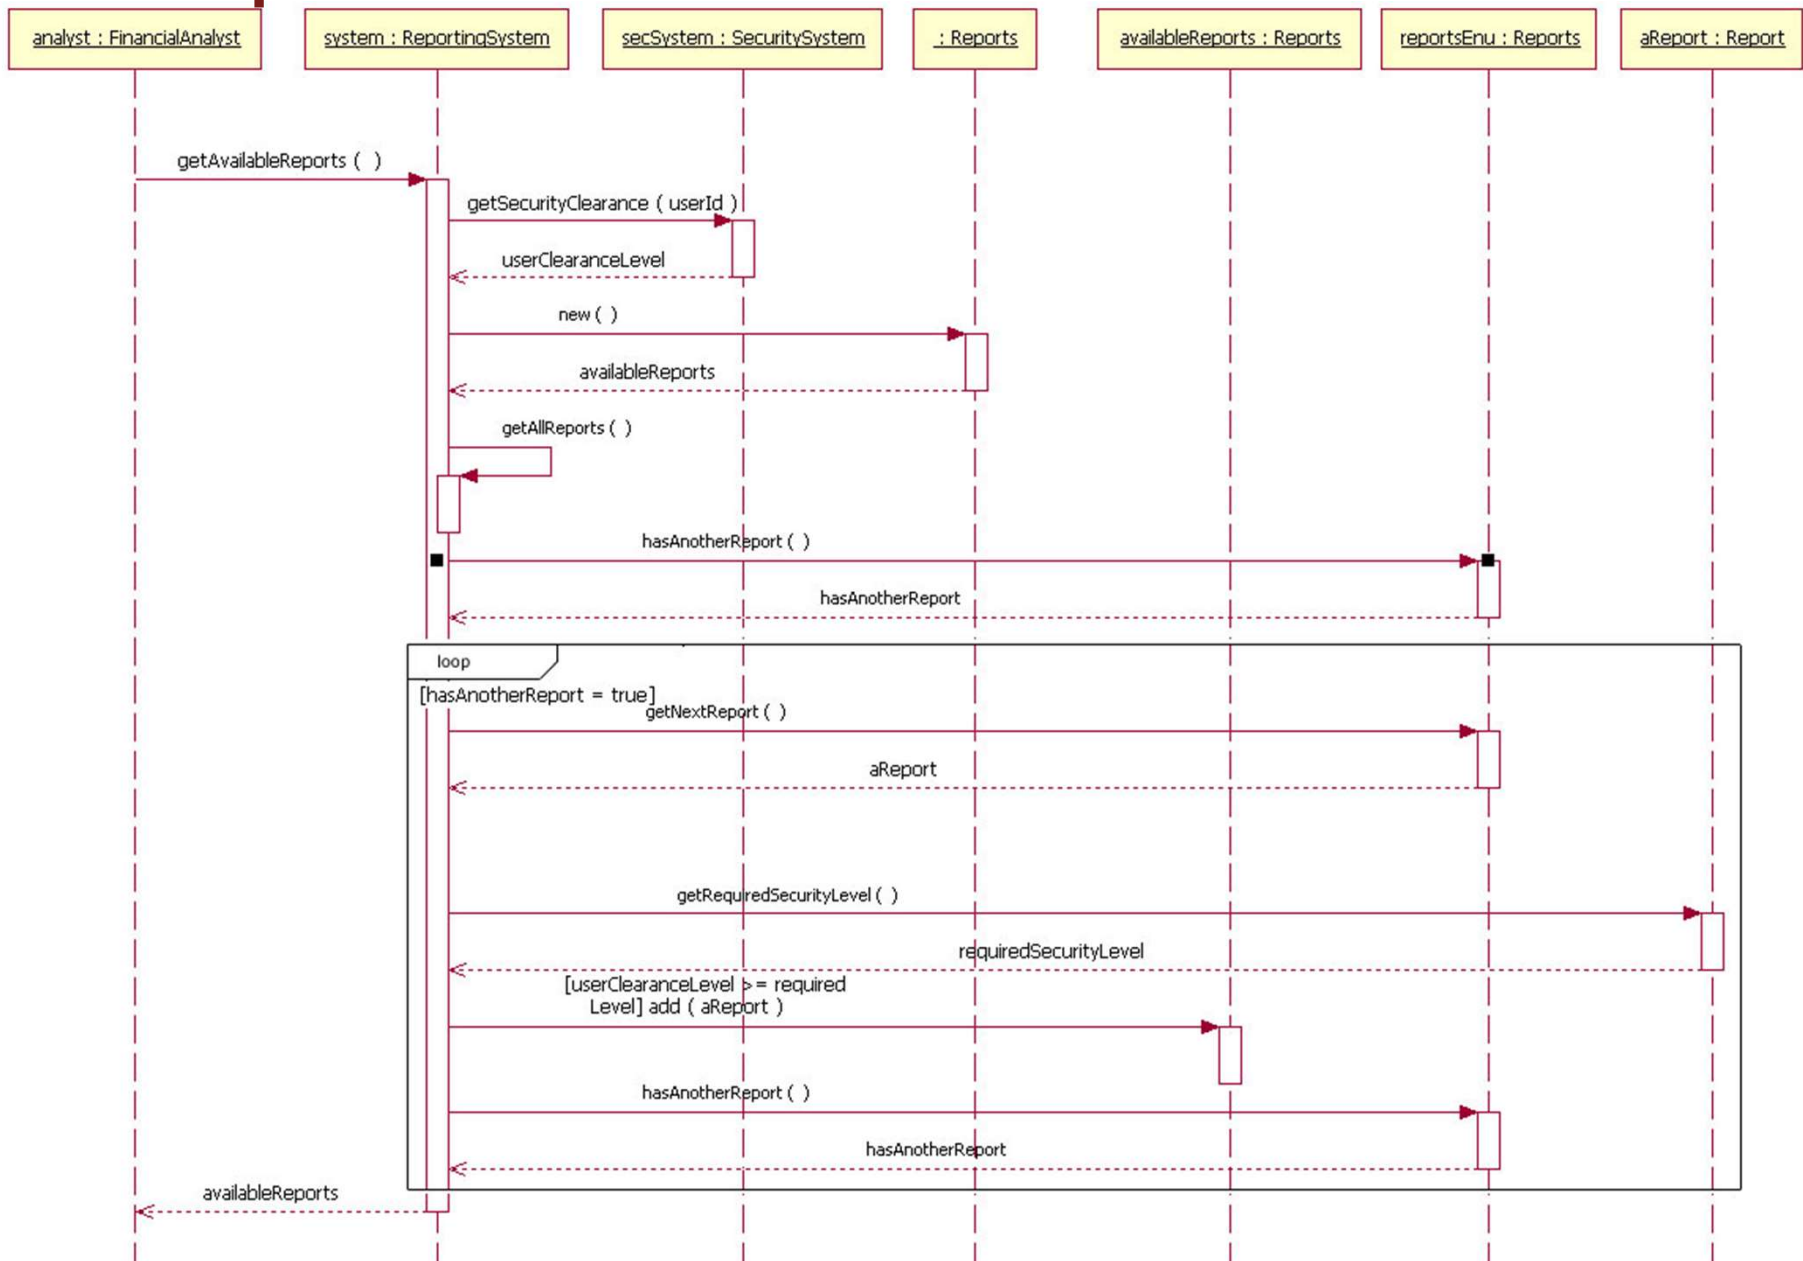 analyst : FinancialAnalyst
system : ReportingSystem
secSystem : SecuritySystem
: Reports
availableReports : Reports
reportsEnu : Reports
aReport : Report
getAvailableReports ( )
getSecurityClearance ( userId )
userClearanceLevel
new ( )
availableReports
getAllReports ( )
hasAnotherReport ( )
hasAnotherReport
loop
[hasAnotherReport = true]
getNextReport ( )
aReport
getRequiredSecurityLevel ( )
requiredSecurityLevel
[userClearanceLevel >= required
Level] add ( aReport )
hasAnotherReport ( )
hasAnotherReport
availableReports